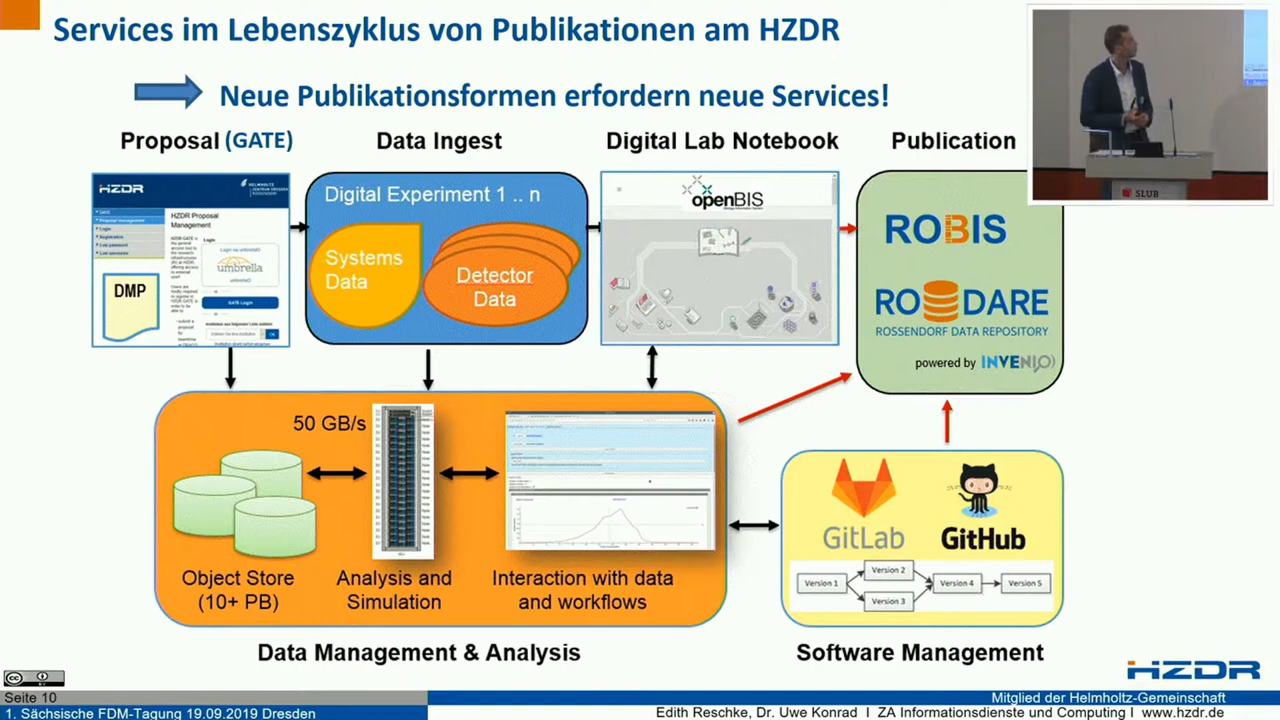 Services im Lebenszyklus von Publikationen am HZDR
Neue Publikationsformen erfordern neue Services!
Proposal (GATE)
Data Ingest
Digital Lab Notebook
Publication
HZDR
HZDR Proposal
Management
Login
umbrella
GATE Login
DMP
Digital Experiment 1 .. n
Systems
Data
Detector
Data
openBIS
ROBIS
RODARE
ROSSENDORF DATA REPOSITORY
powered by INVENIO
SLUB
50 GB/s
Object Store
(10+ PB)
Analysis and
Simulation
Interaction with data
and workflows
GitLab
GitHub
Version 1
Version 2
Version 3
Version 4
Version 5
Data Management & Analysis
Software Management
HZDR
cc
Seite 10
Mitglied der Helmholtz-Gemeinschaft
1. Sächsische FDM-Tagung 19.09.2019 Dresden
Edith Reschke, Dr. Uwe Konrad I ZA Informationsdienste und Computing I www.hzdr.de